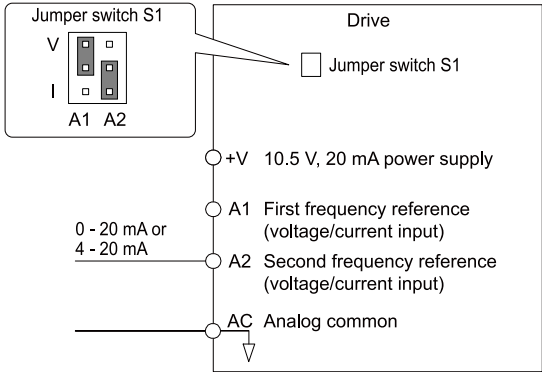 Jumper switch S1
V
I
A1 A2
Drive
Jumper switch S1
+V 10.5 V, 20 mA power supply
A1 First frequency reference
(voltage/current input)
0 - 20 mA or
4 - 20 mA
A2 Second frequency reference
(voltage/current input)
AC Analog common